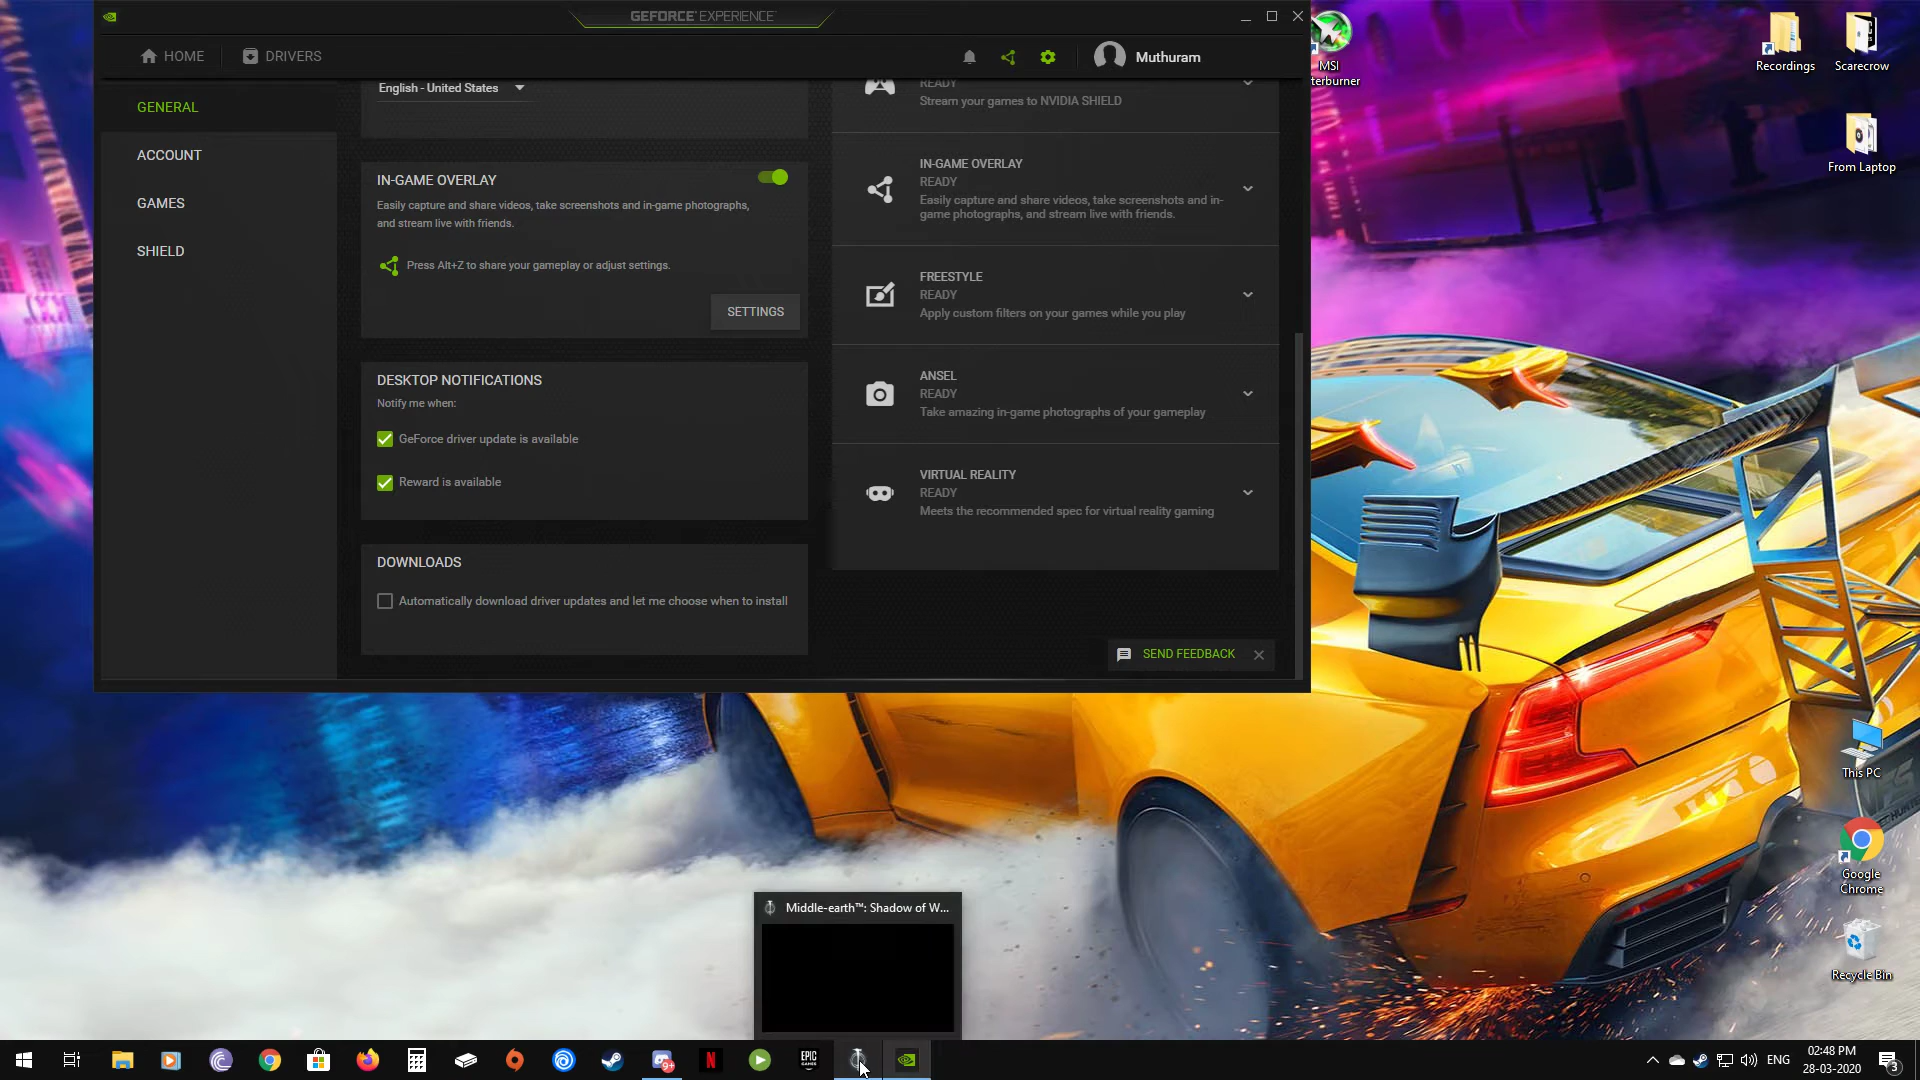 GEFORCE EXPERIENCE
HOME
DRIVERS
Muthuram
GENERAL
ACCOUNT
GAMES
SHIELD
English - United States
IN-GAME OVERLAY
Easily capture and share videos, take screenshots and in-game photographs,
and stream live with friends.
Press Alt+Z to share your gameplay or adjust settings.
SETTINGS
DESKTOP NOTIFICATIONS
Notify me when:
GeForce driver update is available
Reward is available
DOWNLOADS
Automatically download driver updates and let me choose when to install
READY
Stream your games to NVIDIA SHIELD
IN-GAME OVERLAY
READY
Easily capture and share videos, take screenshots and in-
game photographs, and stream live with friends.
FREESTYLE
READY
Apply custom filters on your games while you play
ANSEL
READY
Take amazing in-game photographs of your gameplay
VIRTUAL REALITY
READY
Meets the recommended spec for virtual reality gaming
SEND FEEDBACK
MSI
terburner
Recordings
Scarecrow
From Laptop
This PC
Google
Chrome
Recycle Bin
Middle-earth™: Shadow of W...
9+
N
EPIC
GAMES
ENG
02:48 PM
28-03-2020
3